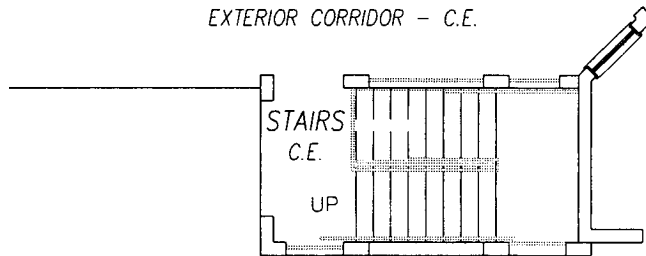 EXTERIOR CORRIDOR - C.E.
STAIRS
C.E.
UP